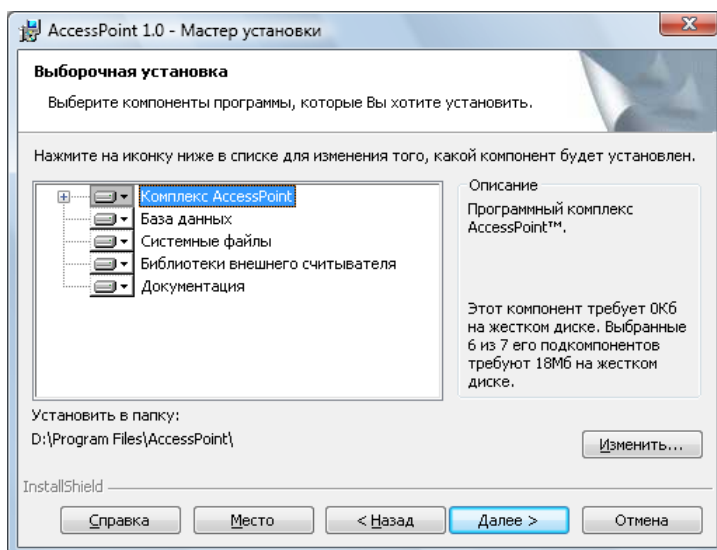 AccessPoint 1.0 - Мастер установки
Выборочная установка
Выберите компоненты программы, которые Вы хотите установить.
Нажмите на иконку ниже в списке для изменения того, какой компонент будет установлен.
Комплекс AccessPoint
База данных
Системные файлы
Библиотеки внешнего считывателя
Документация
Описание
Программный комплекс
AccessPoint™.
Этот компонент требует 0Кб
на жестком диске. Выбранные
6 из 7 его подкомпонентов
требуют 18Мб на жестком
диске.
Установить в папку:
D:\Program Files\AccessPoint\
Изменить...
InstallShield
Справка
Место
< Назад
Далее >
Отмена